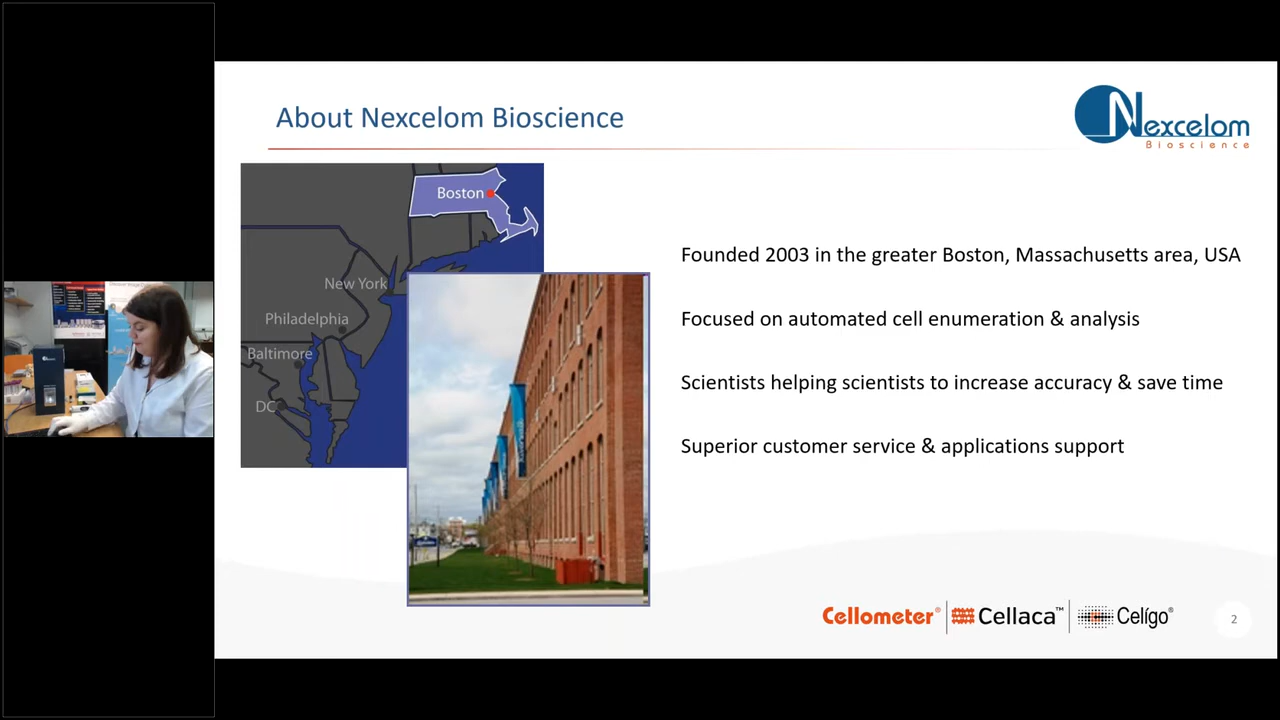 About Nexcelom Bioscience
Nexcelom
Bioscience
Boston
New York
Philadelphia
Baltimore
DC
Founded 2003 in the greater Boston, Massachusetts area, USA
Focused on automated cell enumeration & analysis
Scientists helping scientists to increase accuracy & save time
Superior customer service & applications support
Cellometer® Cellaca™ Celígo®
2